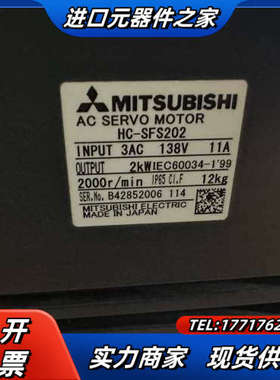 进口元器件之家
MITSUBISHI
AC SERVO MOTOR
HC-SFS202
INPUT 3AC 138V 11A
OUTPUT 2kW IEC60034-1'99
2000r/min IP65 Cl.F 12kg
SER.No. B42852006 114
MITSUBISHI ELECTRIC
MADE IN JAPAN
可开票
TEL:1771762
实力商家 现货供